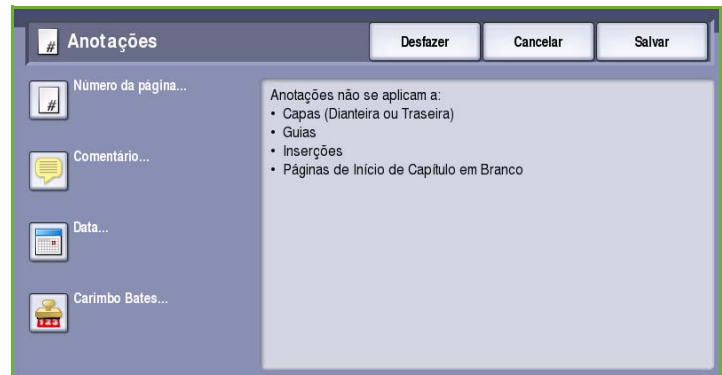 # Anotações
Desfazer
Cancelar
Salvar
# Número da página...
Comentário...
Data...
123 Carimbo Bates...
Anotações não se aplicam a:
• Capas (Dianteira ou Traseira)
• Guias
• Inserções
• Páginas de Início de Capítulo em Branco